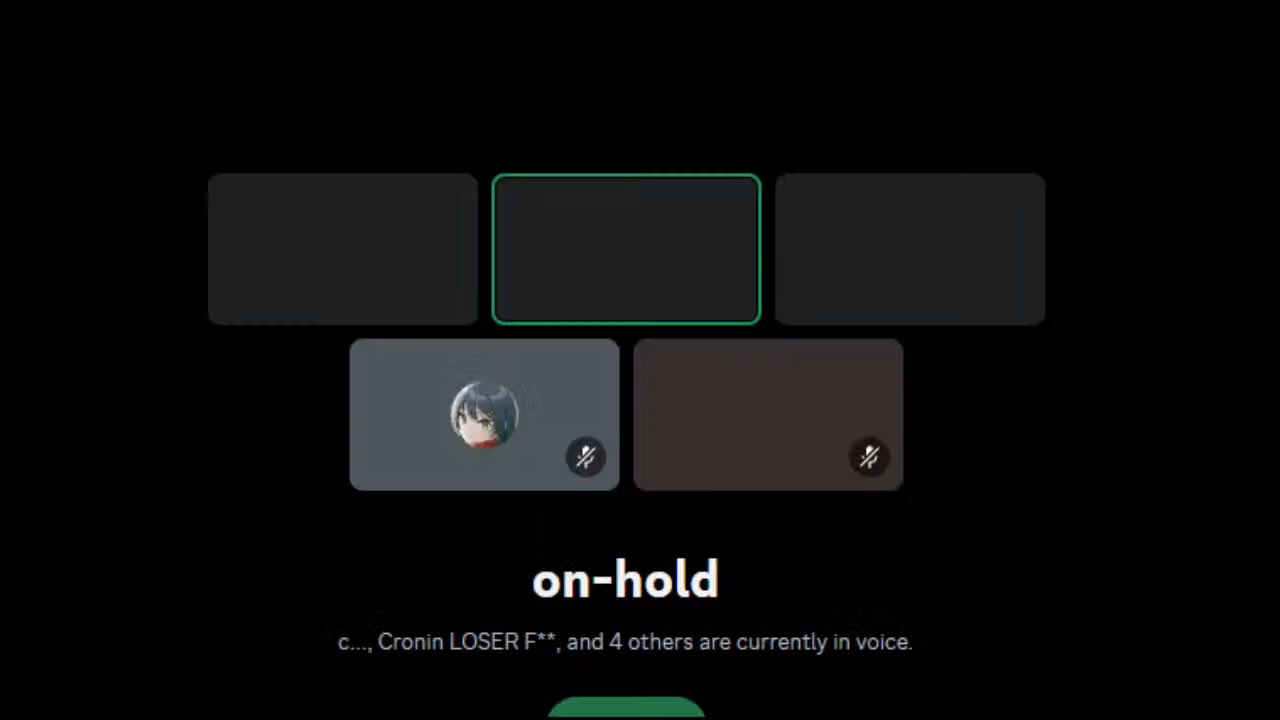 on-hold
c..., Cronin LOSER F**, and 4 others are currently in voice.